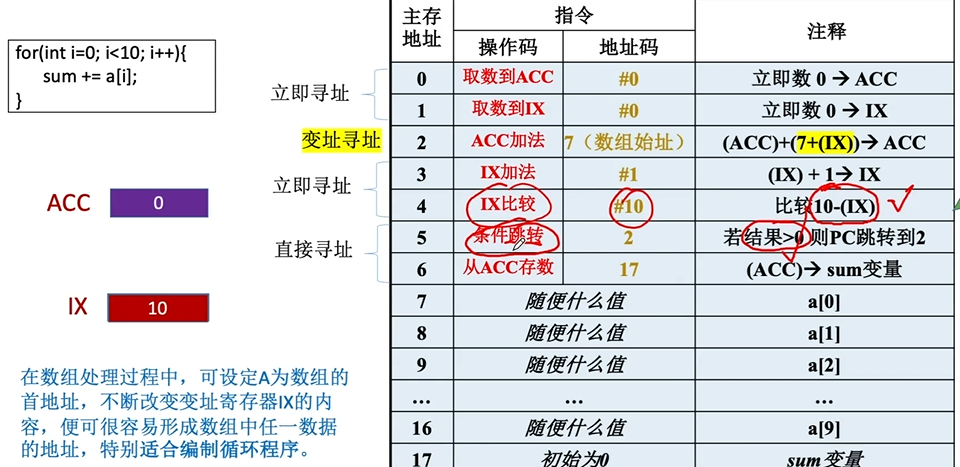 for(int i=0; i<10; i++){
sum += a[i];
}
立即寻址
变址寻址
立即寻址
直接寻址
ACC 0
IX 10
在数组处理过程中，可设定A为数组的
首地址，不断改变变址寄存器IX的内
容，便可很容易形成数组中任一数据
的地址，特别适合编制循环程序。
主存地址 指令 注释
操作码 地址码
0 取数到ACC #0 立即数 0 → ACC
1 取数到IX #0 立即数 0 → IX
2 ACC加法 7（数组始址） (ACC)+(7+(IX))→ ACC
3 IX加法 #1 (IX) + 1→ IX
4 IX比较 #10 比较10-(IX)
5 条件跳转 2 若结果>0则PC跳转到2
6 从ACC存数 17 (ACC)→ sum变量
7 随便什么值 a[0]
8 随便什么值 a[1]
9 随便什么值 a[2]
… … …
16 随便什么值 a[9]
17 初始为0 sum变量